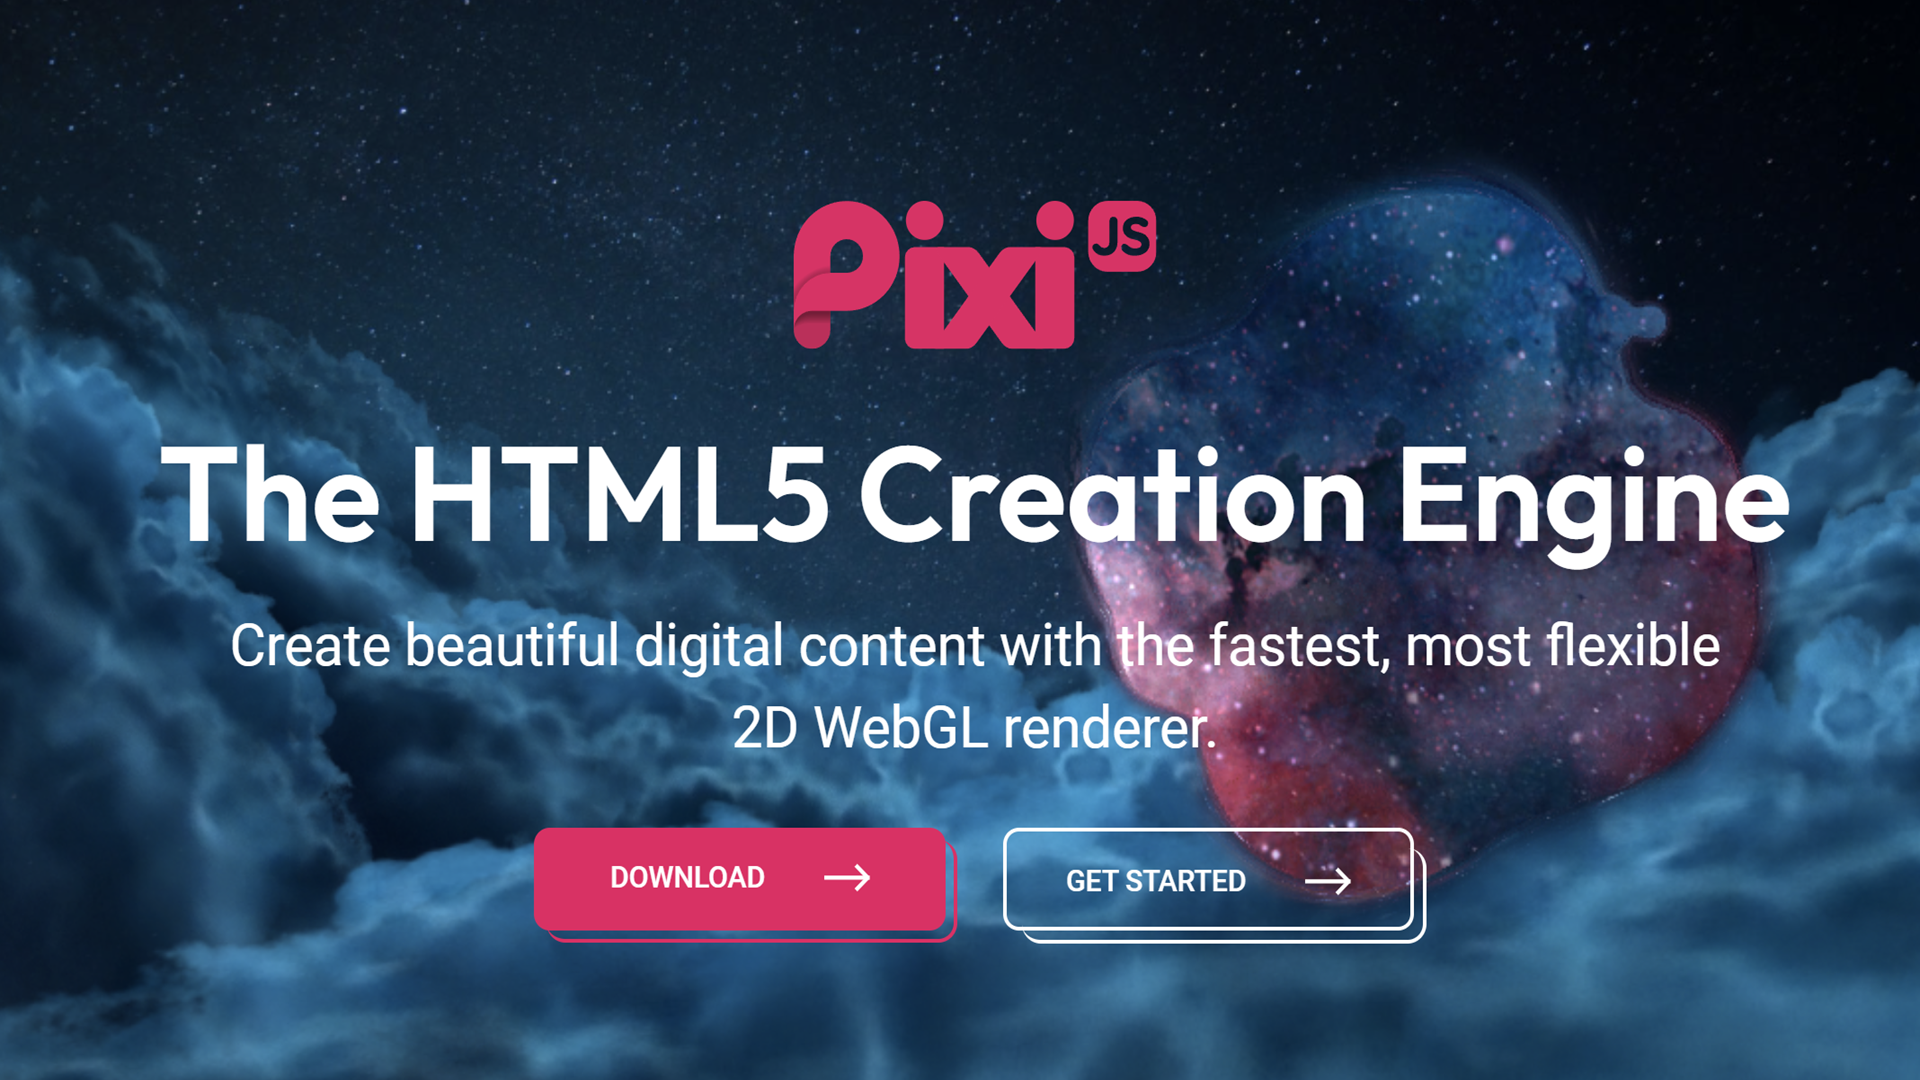 Pixi JS
The HTML5 Creation Engine
Create beautiful digital content with the fastest, most flexible
2D WebGL renderer.
DOWNLOAD
GET STARTED